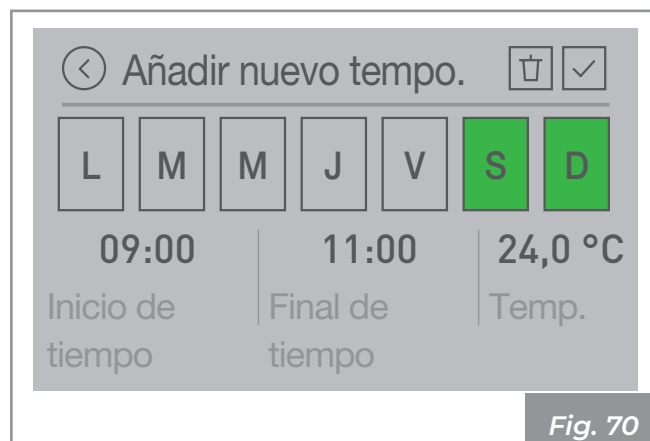 Añadir nuevo tempo.
L M M J V S D
09:00 11:00 24,0 °C
Inicio de tiempo Final de tiempo Temp.
Fig. 70